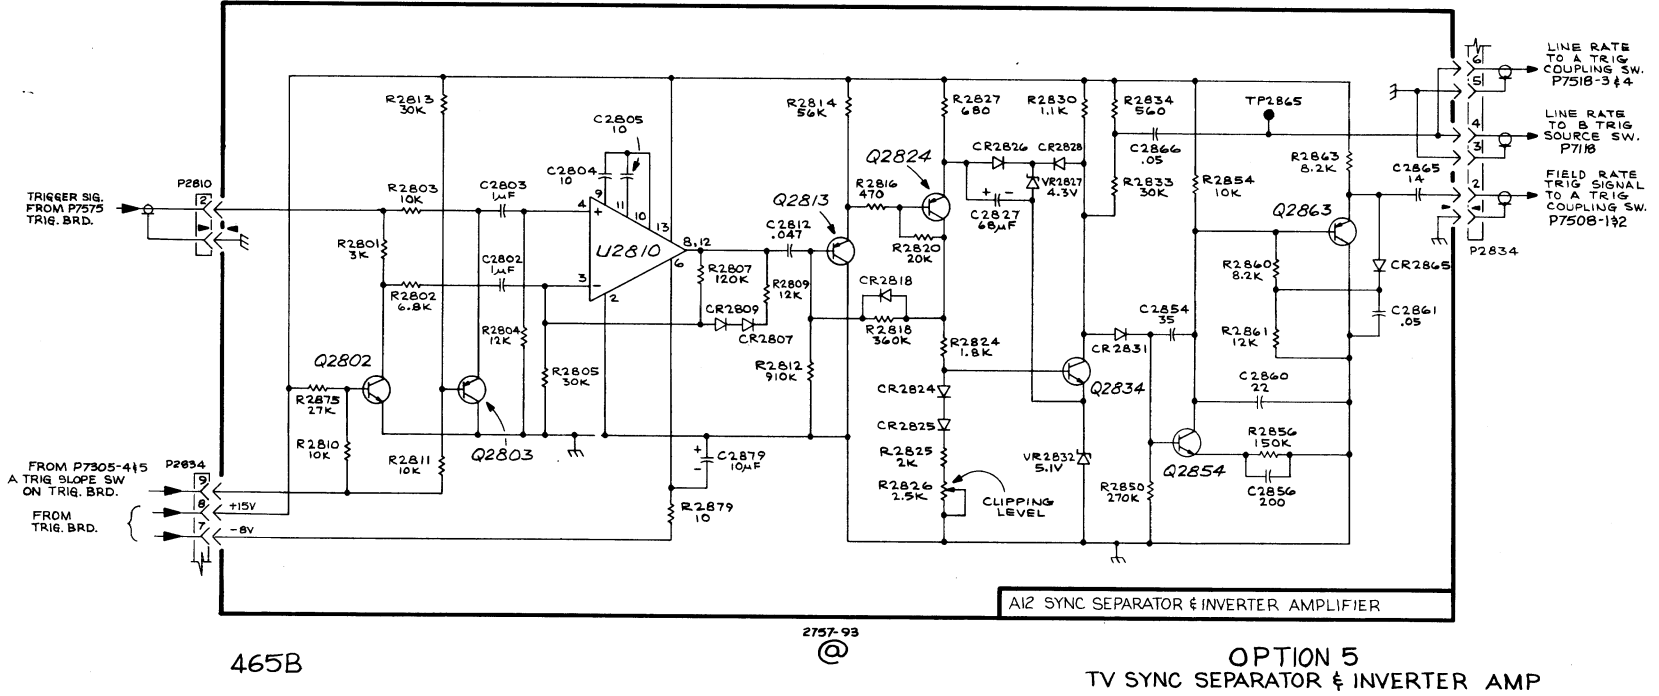 LINE RATE
TO A TRIG
COUPLING SW.
P7518-3&4
6
5
4
3
2
1
LINE RATE
TO B TRIG
SOURCE SW.
P7118
FIELD RATE
TRIG SIGNAL
TO A TRIG
COUPLING SW.
P7508-1&2
P2834
TRIGGER SIG.
FROM P7575
TRIG. BRD.
P2810
2
R2813
30K
R2803
10K
C2803
1µF
R2801
3K
C2802
1µF
R2802
6.8K
C2804
10
C2805
10
9
11
10
4
+
13
U2810
8,12
3
-
6
2
R2804
12K
R2805
30K
Q2802
R2875
27K
R2810
10K
R2811
10K
Q2803
R2807
120K
CR2809
CR2807
C2812
.047
R2809
12K
R2812
910K
+
-
C2879
10µF
R2879
10
R2814
56K
Q2813
R2816
470
Q2824
R2820
20K
CR2818
R2818
360K
R2827
680
CR2826
CR2828
+ -
C2827
68µF
VR2827
4.3V
R2830
1.1K
R2834
560
C2866
.05
R2833
30K
R2824
1.8K
CR2824
CR2825
R2825
2K
R2826
2.5K
CLIPPING
LEVEL
Q2834
VR2832
5.1V
CR2831
C2854
35
R2850
270K
R2854
10K
Q2854
TP2865
R2863
8.2K
C2865
14
Q2863
R2860
8.2K
CR2865
C2861
.05
R2861
12K
C2860
22
R2856
150K
C2856
200
FROM P7305-4&5
A TRIG SLOPE SW
ON TRIG. BRD.
P2834
9
8
7
+15V
-8V
FROM
TRIG. BRD.
A12 SYNC SEPARATOR & INVERTER AMPLIFIER
2757-93
@
465B
OPTION 5
TV SYNC SEPARATOR & INVERTER AMP